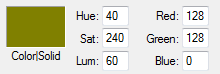 Hue: 40 Red: 128
Sat: 240 Green: 128
Color|Solid Lum: 60 Blue: 0